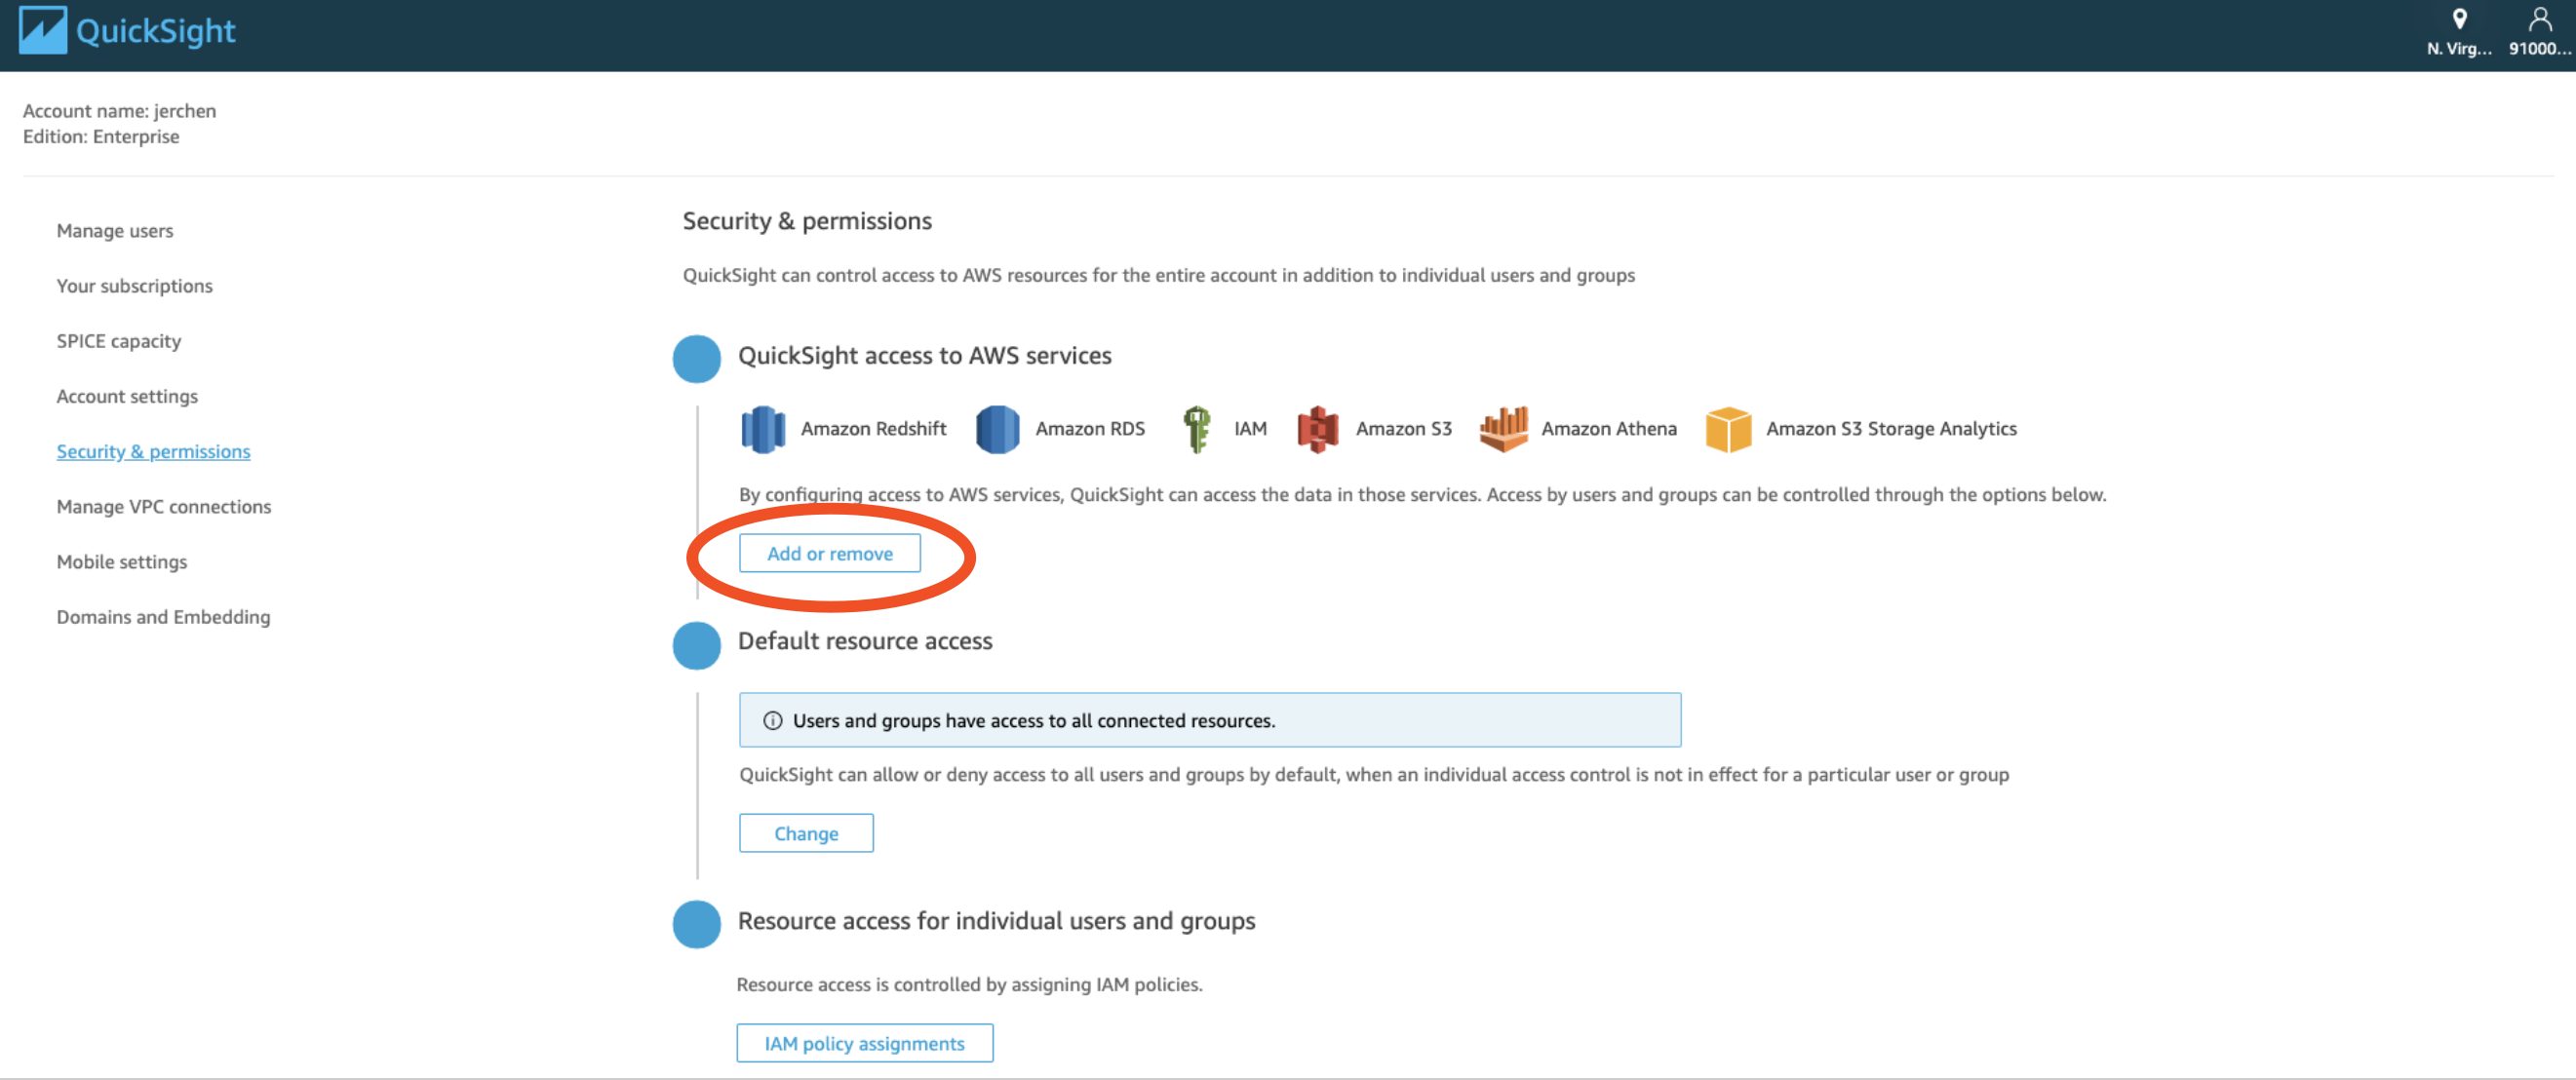 QuickSight
N. Virg...
91000...
Account name: jerchen
Edition: Enterprise
Manage users
Your subscriptions
SPICE capacity
Account settings
Security & permissions
Manage VPC connections
Mobile settings
Domains and Embedding
Security & permissions
QuickSight can control access to AWS resources for the entire account in addition to individual users and groups
QuickSight access to AWS services
Amazon Redshift
Amazon RDS
IAM
Amazon S3
Amazon Athena
Amazon S3 Storage Analytics
By configuring access to AWS services, QuickSight can access the data in those services. Access by users and groups can be controlled through the options below.
Add or remove
Default resource access
Users and groups have access to all connected resources.
QuickSight can allow or deny access to all users and groups by default, when an individual access control is not in effect for a particular user or group
Change
Resource access for individual users and groups
Resource access is controlled by assigning IAM policies.
IAM policy assignments